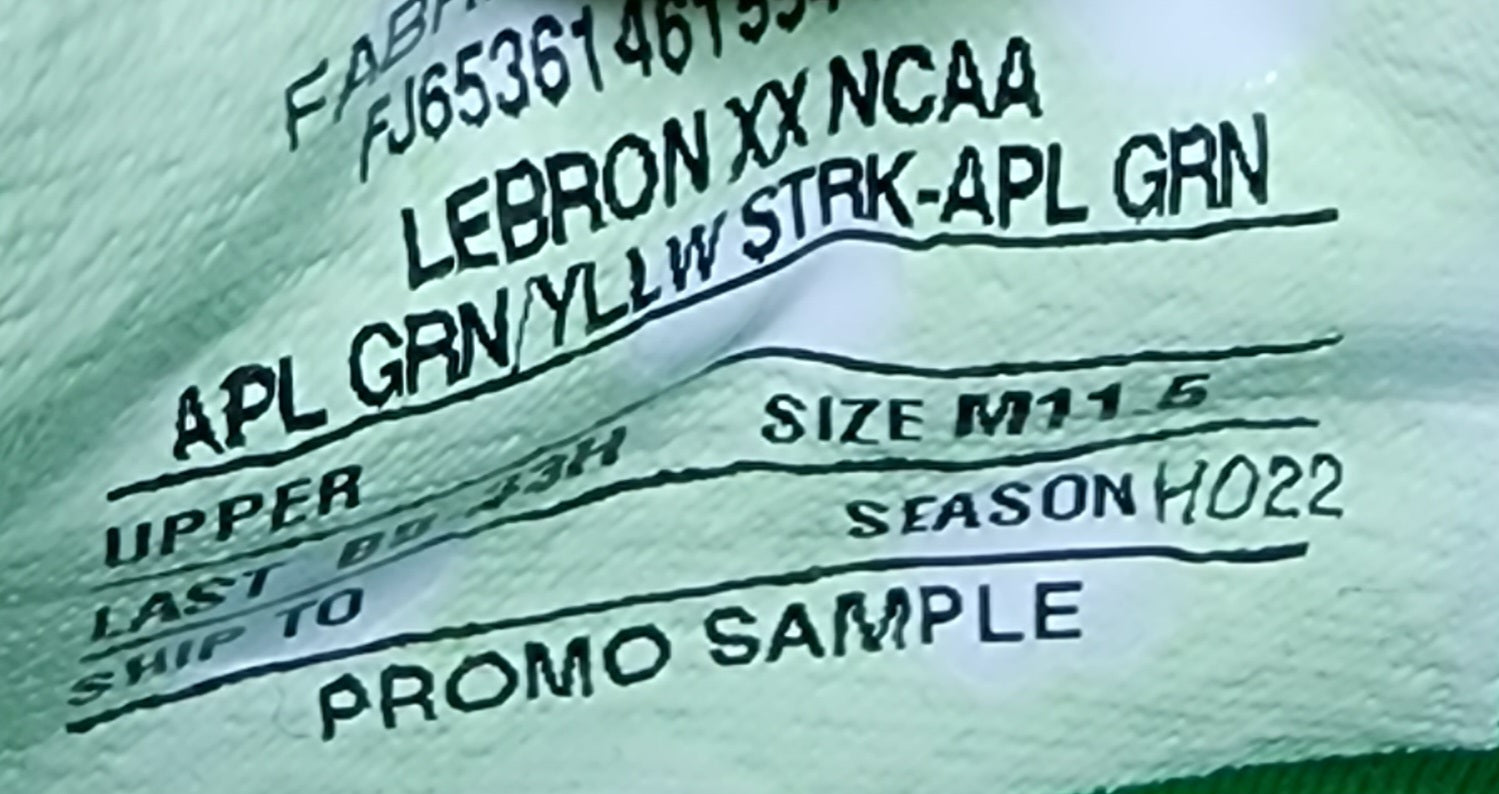 LEBRON XX NCAA
APL GRN/YLLW STRK-APL GRN
UPPER
SIZE M11.5
LAST
SEASON HO22
SHIP TO
PROMO SAMPLE